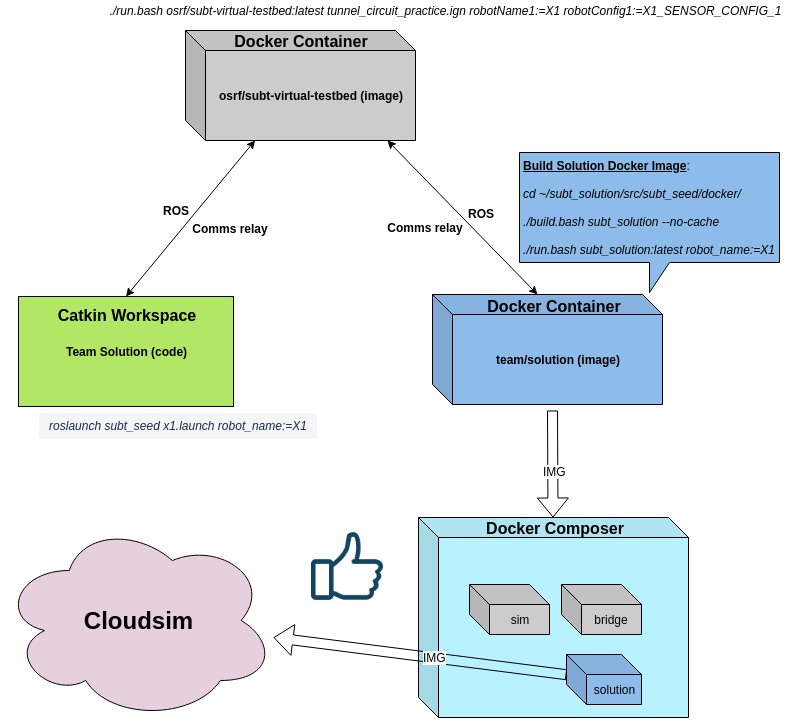 ./run.bash osrf/subt-virtual-testbed:latest tunnel_circuit_practice.ign robotName1:=X1 robotConfig1:=X1_SENSOR_CONFIG_1
Docker Container
osrf/subt-virtual-testbed (image)
Build Solution Docker Image:
cd ~/subt_solution/src/subt_seed/docker/
./build.bash subt_solution --no-cache
./run.bash subt_solution:latest robot_name:=X1
ROS
Comms relay
ROS
Comms relay
Catkin Workspace
Team Solution (code)
roslaunch subt_seed x1.launch robot_name:=X1
Docker Container
team/solution (image)
IMG
Docker Composer
sim
bridge
solution
IMG
Cloudsim